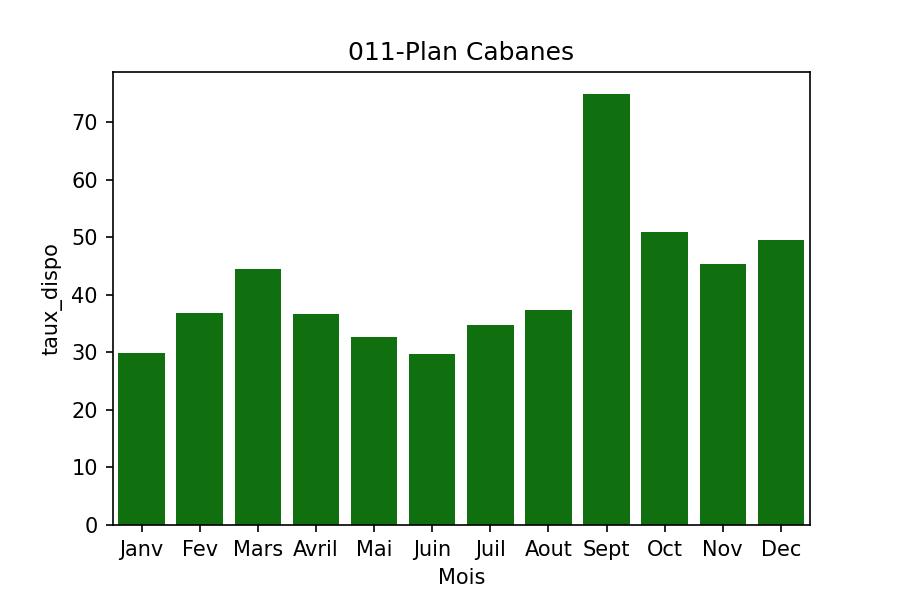 011-Plan Cabanes
taux_dispo
70
60
50
40
30
20
10
0
Janv Fev Mars Avril Mai Juin Juil Aout Sept Oct Nov Dec
Mois